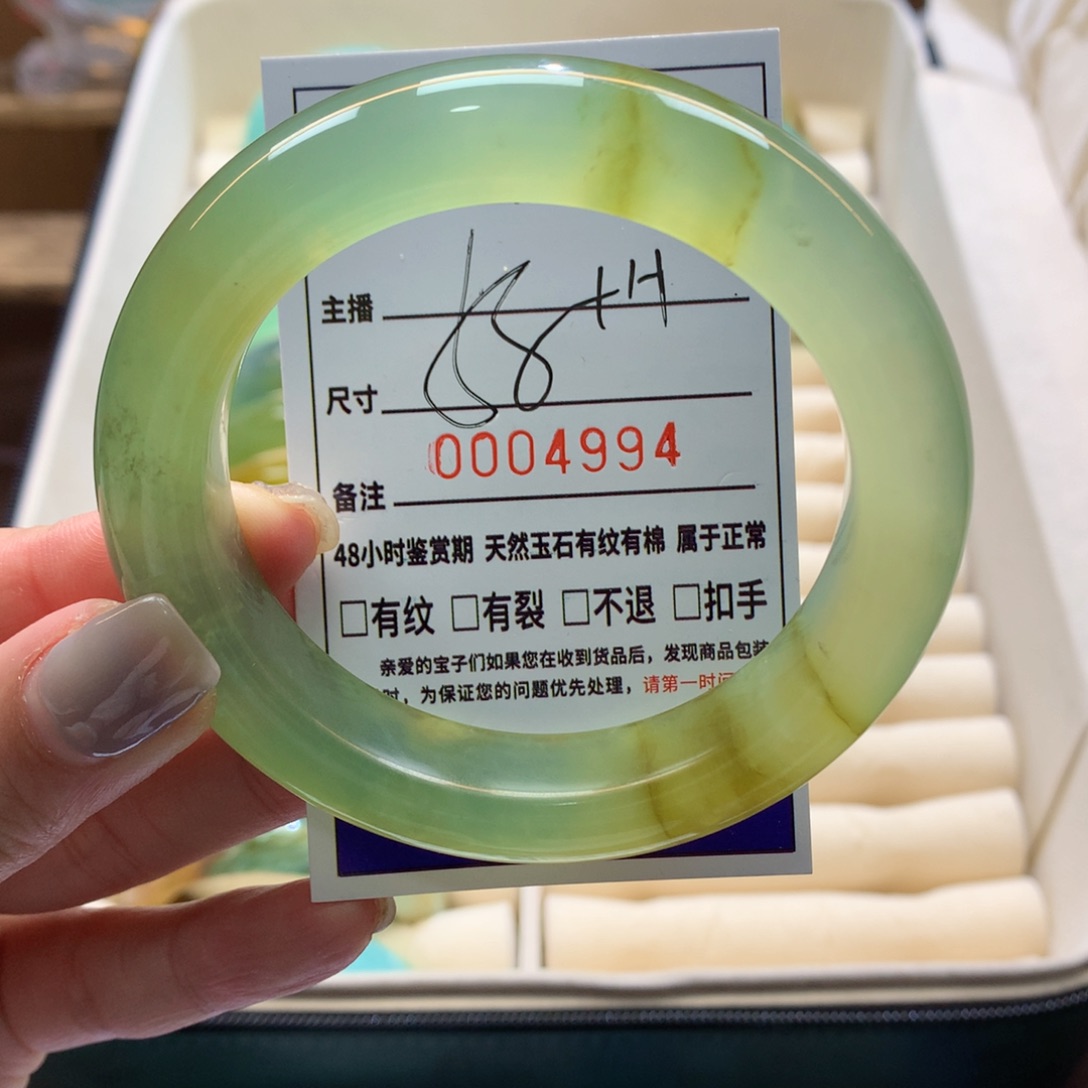 主播
58+H
尺寸
0004994
备注
48小时鉴赏期 天然玉石有纹有棉 属于正常
□有纹 □有裂 □不退 □扣手
亲爱的宝子们如果您在收到货品后，发现商品包装
时，为保证您的问题优先处理，请第一时间